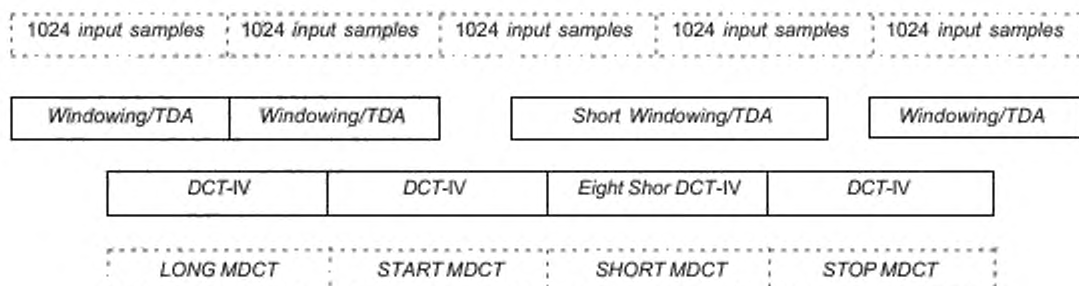 1024 input samples 1024 input samples 1024 input samples 1024 input samples 1024 input samples
Windowing/TDA Windowing/TDA Short Windowing/TDA Windowing/TDA
DCT-IV DCT-IV Eight Shor DCT-IV DCT-IV
LONG MDCT START MDCT SHORT MDCT STOP MDCT